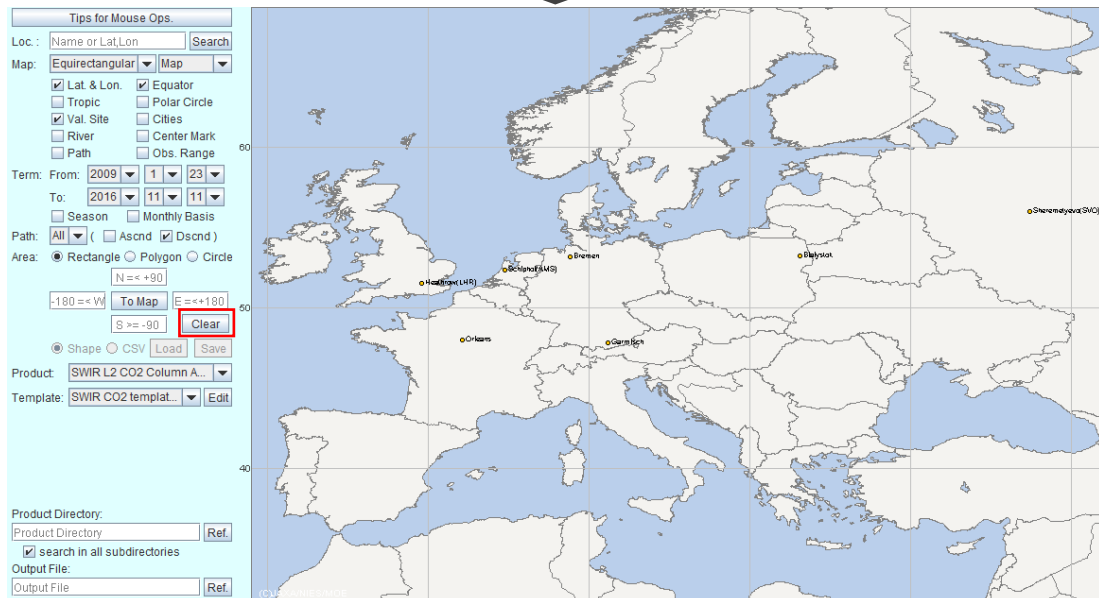 Tips for Mouse Ops.
Loc. : Name or Lat,Lon Search
Map: Equirectangular Map
Lat. & Lon. Equator
Tropic Polar Circle
Val. Site Cities
River Center Mark
Path Obs. Range
Term: From: 2009 1 23
To: 2016 11 11
Season Monthly Basis
Path: All ( Ascnd Dscnd )
Area: Rectangle Polygon Circle
N =< +90
-180 =< W To Map E =<+180
S >= -90 Clear
Shape CSV Load Save
Product: SWIR L2 CO2 Column A...
Template: SWIR CO2 templat... Edit
Product Directory:
Product Directory Ref.
search in all subdirectories
Output File:
Output File Ref.
60
50
40
Sheremetyevo(SVO)
Bremen
Bialystok
Schiphol(AMS)
Heathrow(LHR)
Orleans
Garmisch